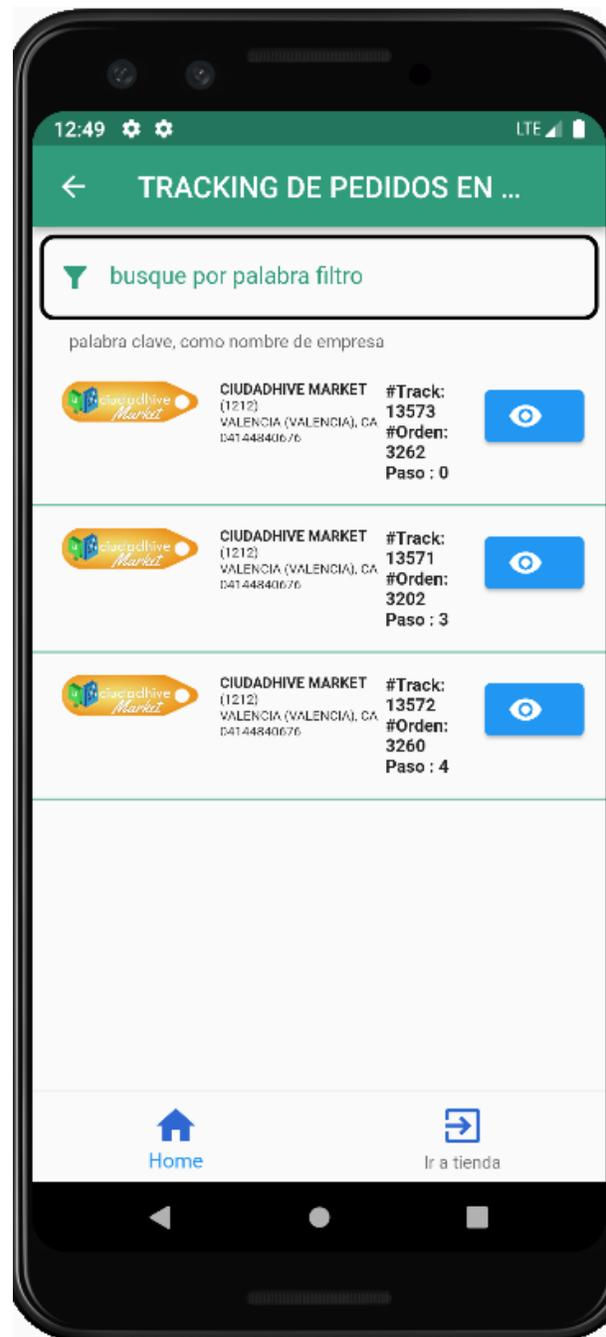 12:49
LTE
TRACKING DE PEDIDOS EN ...
busque por palabra filtro
palabra clave, como nombre de empresa
ciudadhive
Market
CIUDADHIVE MARKET
(1212)
VALENCIA (VALENCIA), CA
04144840676
#Track:
13573
#Orden:
3262
Paso : 0
ciudadhive
Market
CIUDADHIVE MARKET
(1212)
VALENCIA (VALENCIA), CA
04144840676
#Track:
13571
#Orden:
3202
Paso : 3
ciudadhive
Market
CIUDADHIVE MARKET
(1212)
VALENCIA (VALENCIA), CA
04144840676
#Track:
13572
#Orden:
3260
Paso : 4
Home
Ir a tienda